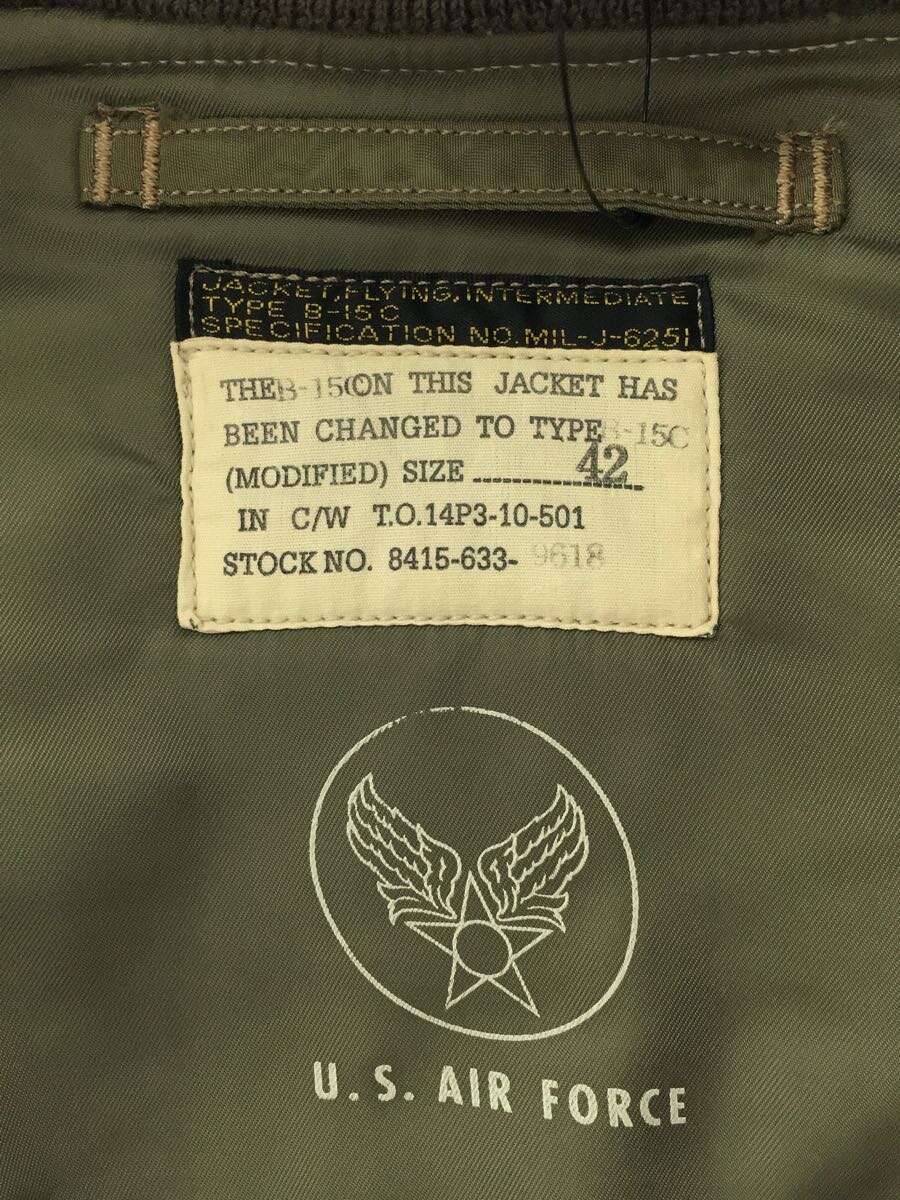 JACKET, FLYING, INTERMEDIATE
TYPE B-15C
SPECIFICATION NO. MIL-J-6251
THE B-15C ON THIS JACKET HAS
BEEN CHANGED TO TYPE B-15C
(MODIFIED) SIZE 42
IN C/W T.O.14P3-10-501
STOCK NO. 8415-633-9618
U.S. AIR FORCE